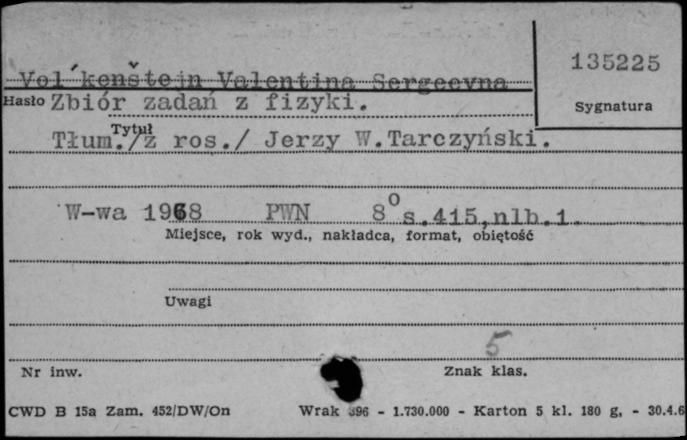 Vol´kenštejn Valentina Sergeevna
135225
Hasło Zbiór zadań z fizyki.
Sygnatura
Tytuł
Tłum./z ros./ Jerzy W.Tarczyński.
W-wa 1968 PWN 8° s.415,nlb.1.
Miejsce, rok wyd., nakładca, format, obiętość
Uwagi
5
Nr inw.
Znak klas.
CWD B 15a Zam. 452/DW/On Wrak 396 - 1.730.000 - Karton 5 kl. 180 g, - 30.4.6